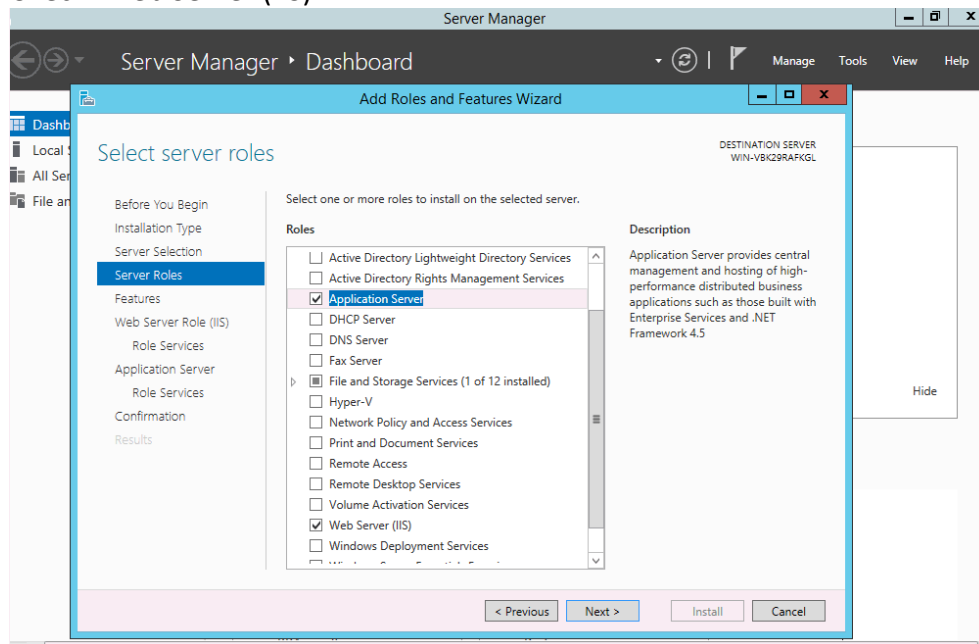 Server Manager
Server Manager • Dashboard
Manage Tools View Help
Add Roles and Features Wizard
Dashb
Local
All Ser
File an
Select server roles
DESTINATION SERVER
WIN-VBK29RAFKGL
Before You Begin
Installation Type
Server Selection
Server Roles
Features
Web Server Role (IIS)
Role Services
Application Server
Role Services
Confirmation
Results
Select one or more roles to install on the selected server.
Roles
Active Directory Lightweight Directory Services
Active Directory Rights Management Services
Application Server
DHCP Server
DNS Server
Fax Server
File and Storage Services (1 of 12 installed)
Hyper-V
Network Policy and Access Services
Print and Document Services
Remote Access
Remote Desktop Services
Volume Activation Services
Web Server (IIS)
Windows Deployment Services
Description
Application Server provides central
management and hosting of high-
performance distributed business
applications such as those built with
Enterprise Services and .NET
Framework 4.5
Hide
< Previous
Next >
Install
Cancel